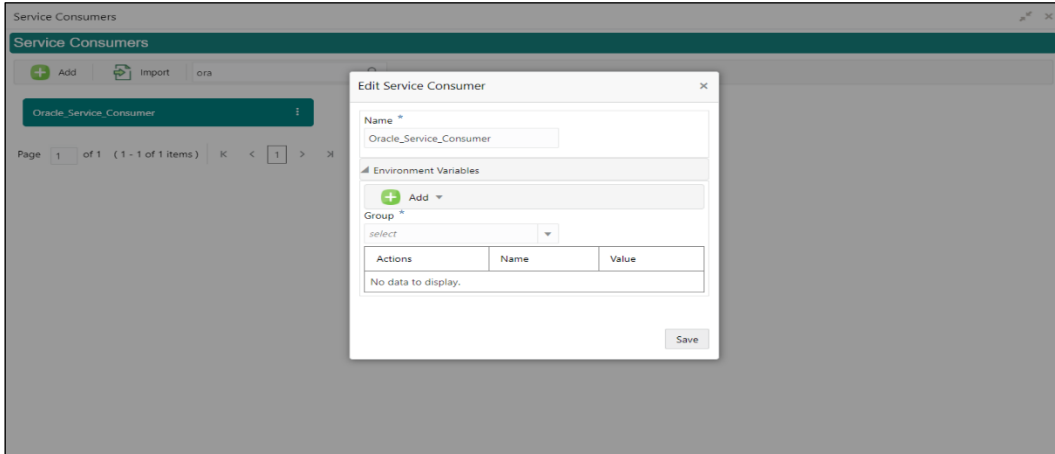 Service Consumers
Service Consumers
Add Import ora
Oracle_Service_Consumer
Page 1 of 1 (1 - 1 of 1 items) K < 1 > >|
Edit Service Consumer ×
Name *
Oracle_Service_Consumer
Environment Variables
Add
Group *
select
Actions Name Value
No data to display.
Save